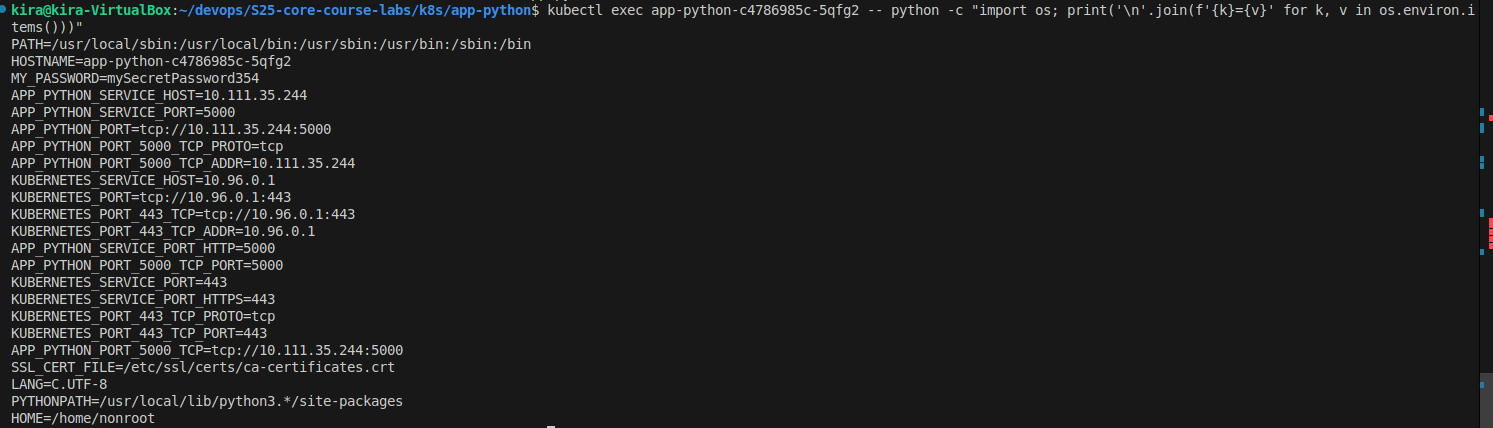 kira@kira-VirtualBox:~/devops/S25-core-course-labs/k8s/app-python$ kubectl exec app-python-c4786985c-5qfg2 -- python -c "import os; print('\n'.join(f'{k}={v}' for k, v in os.environ.i
tems()))"
PATH=/usr/local/sbin:/usr/local/bin:/usr/sbin:/usr/bin:/sbin:/bin
HOSTNAME=app-python-c4786985c-5qfg2
MY_PASSWORD=mySecretPassword354
APP_PYTHON_SERVICE_HOST=10.111.35.244
APP_PYTHON_SERVICE_PORT=5000
APP_PYTHON_PORT=tcp://10.111.35.244:5000
APP_PYTHON_PORT_5000_TCP_PROTO=tcp
APP_PYTHON_PORT_5000_TCP_ADDR=10.111.35.244
KUBERNETES_SERVICE_HOST=10.96.0.1
KUBERNETES_PORT=tcp://10.96.0.1:443
KUBERNETES_PORT_443_TCP=tcp://10.96.0.1:443
KUBERNETES_PORT_443_TCP_ADDR=10.96.0.1
APP_PYTHON_SERVICE_PORT_HTTP=5000
APP_PYTHON_PORT_5000_TCP_PORT=5000
KUBERNETES_SERVICE_PORT=443
KUBERNETES_SERVICE_PORT_HTTPS=443
KUBERNETES_PORT_443_TCP_PROTO=tcp
KUBERNETES_PORT_443_TCP_PORT=443
APP_PYTHON_PORT_5000_TCP=tcp://10.111.35.244:5000
SSL_CERT_FILE=/etc/ssl/certs/ca-certificates.crt
LANG=C.UTF-8
PYTHONPATH=/usr/local/lib/python3.*/site-packages
HOME=/home/nonroot